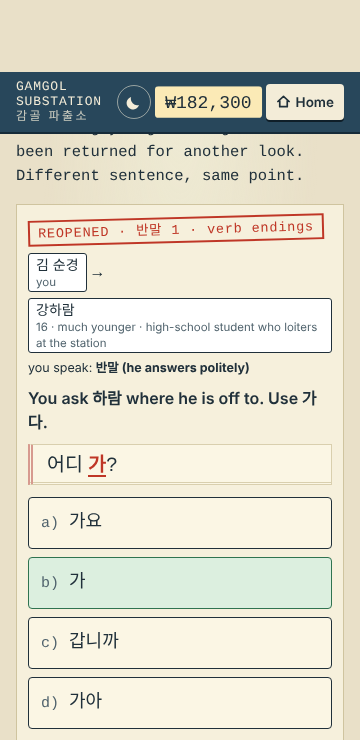 GAMGOL
SUBSTATION
감골 파출소
₩182,300
Home
been returned for another look.
Different sentence, same point.
REOPENED · 반말 1 · verb endings
김 순경
you
→
강하람
16 · much younger · high-school student who loiters
at the station
you speak: 반말 (he answers politely)
You ask 하람 where he is off to. Use 가
다.
어디 가?
a) 가요
b) 가
c) 갑니까
d) 가아